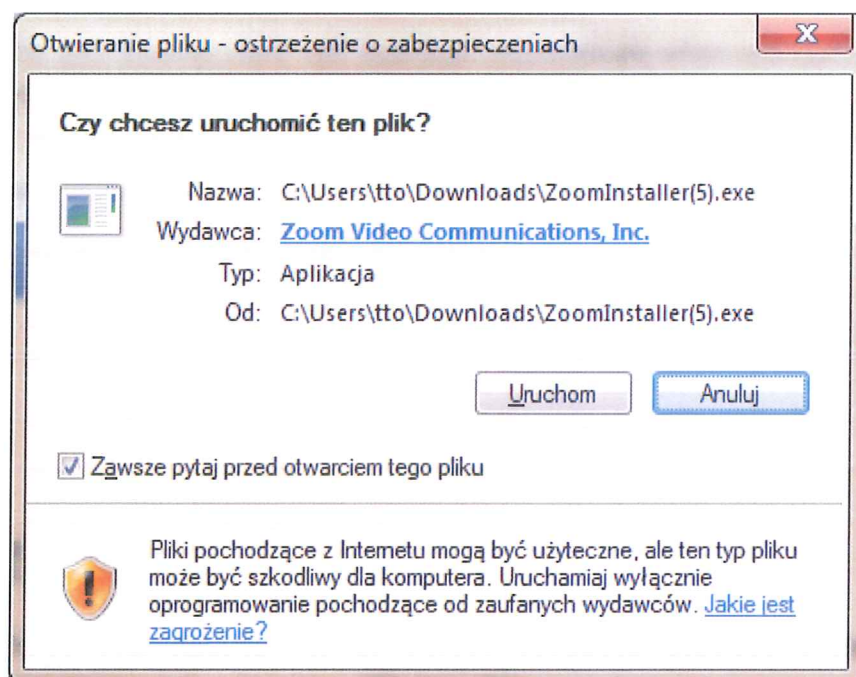 Otwieranie pliku - ostrzeżenie o zabezpieczeniach
Czy chcesz uruchomić ten plik?
Nazwa: C:\Users\tto\Downloads\ZoomInstaller(5).exe
Wydawca: Zoom Video Communications, Inc.
Typ: Aplikacja
Od: C:\Users\tto\Downloads\ZoomInstaller(5).exe
Uruchom Anuluj
Zawsze pytaj przed otwarciem tego pliku
Pliki pochodzące z Internetu mogą być użyteczne, ale ten typ pliku
może być szkodliwy dla komputera. Uruchamiaj wyłącznie
oprogramowanie pochodzące od zaufanych wydawców. Jakie jest
zagrożenie?